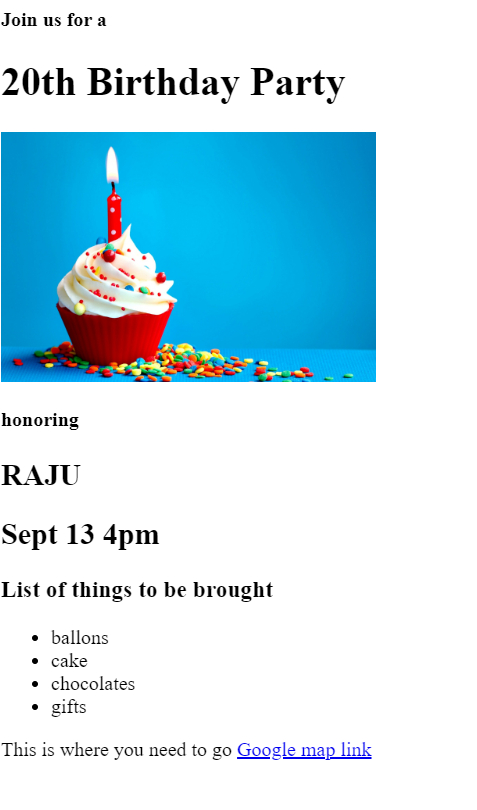 Join us for a
20th Birthday Party
honoring
RAJU
Sept 13 4pm
List of things to be brought
ballons
cake
chocolates
gifts
This is where you need to go Google map link